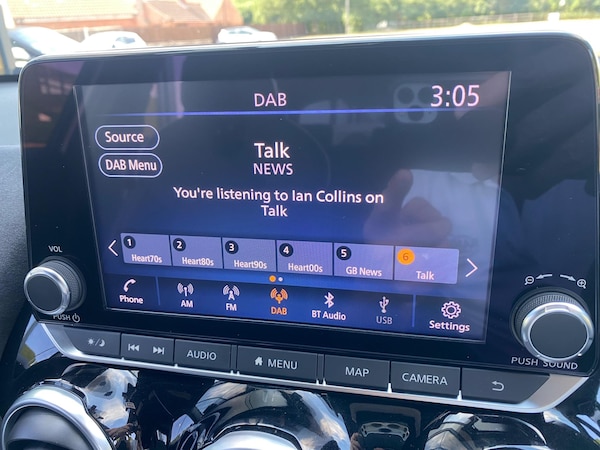 DAB
3:05
Source
DAB Menu
Talk
NEWS
You're listening to Ian Collins on
Talk
1 2 3 4 5 6
Heart70s Heart80s Heart90s Heart00s GB News Talk
Phone AM FM DAB BT Audio USB Settings
VOL
PUSH
PUSH SOUND
AUDIO MENU MAP CAMERA